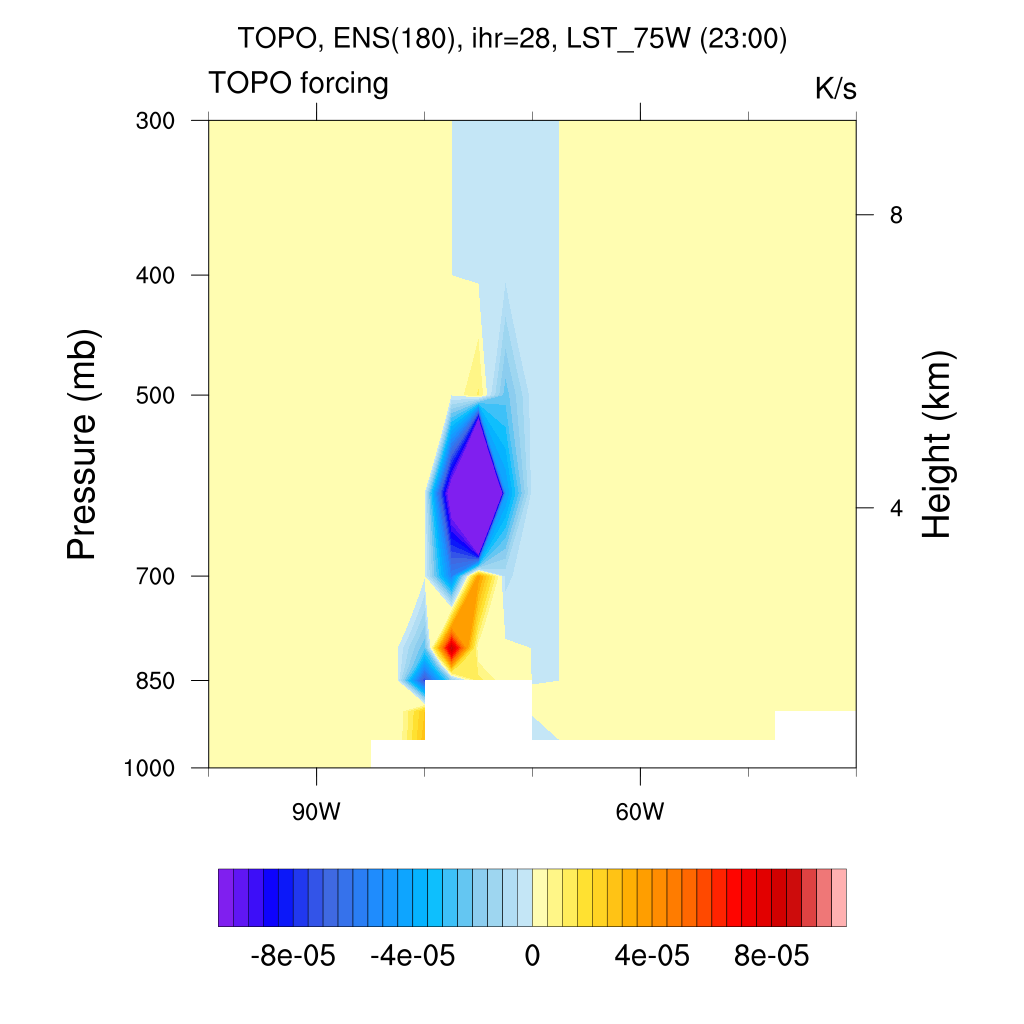 TOPO, ENS(180), ihr=28, LST_75W (23:00)
TOPO forcing
K/s
300
400
500
700
850
1000
Pressure (mb)
8
4
Height (km)
90W
60W
-8e-05
-4e-05
0
4e-05
8e-05